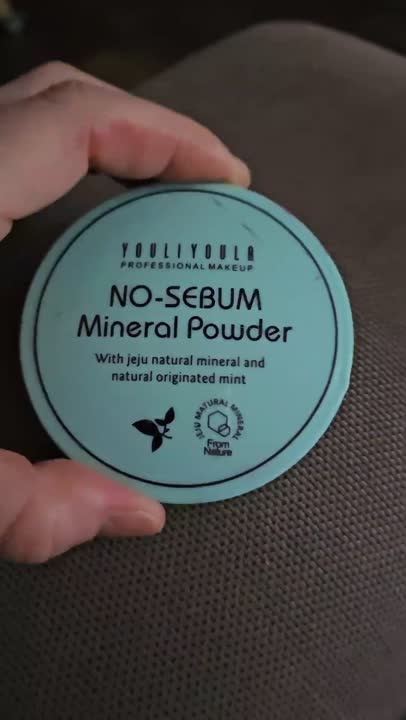 YOULIYOULA
PROFESSIONAL MAKEUP
NO-SEBUM
Mineral Powder
With jeju natural mineral and
natural originated mint
JEJU NATURAL MINERAL
From
Nature